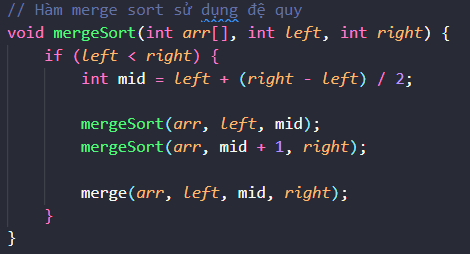 // Hàm merge sort sử dụng đệ quy
void mergeSort(int arr[], int left, int right) {
    if (left < right) {
        int mid = left + (right - left) / 2;

        mergeSort(arr, left, mid);
        mergeSort(arr, mid + 1, right);

        merge(arr, left, mid, right);
    }
}